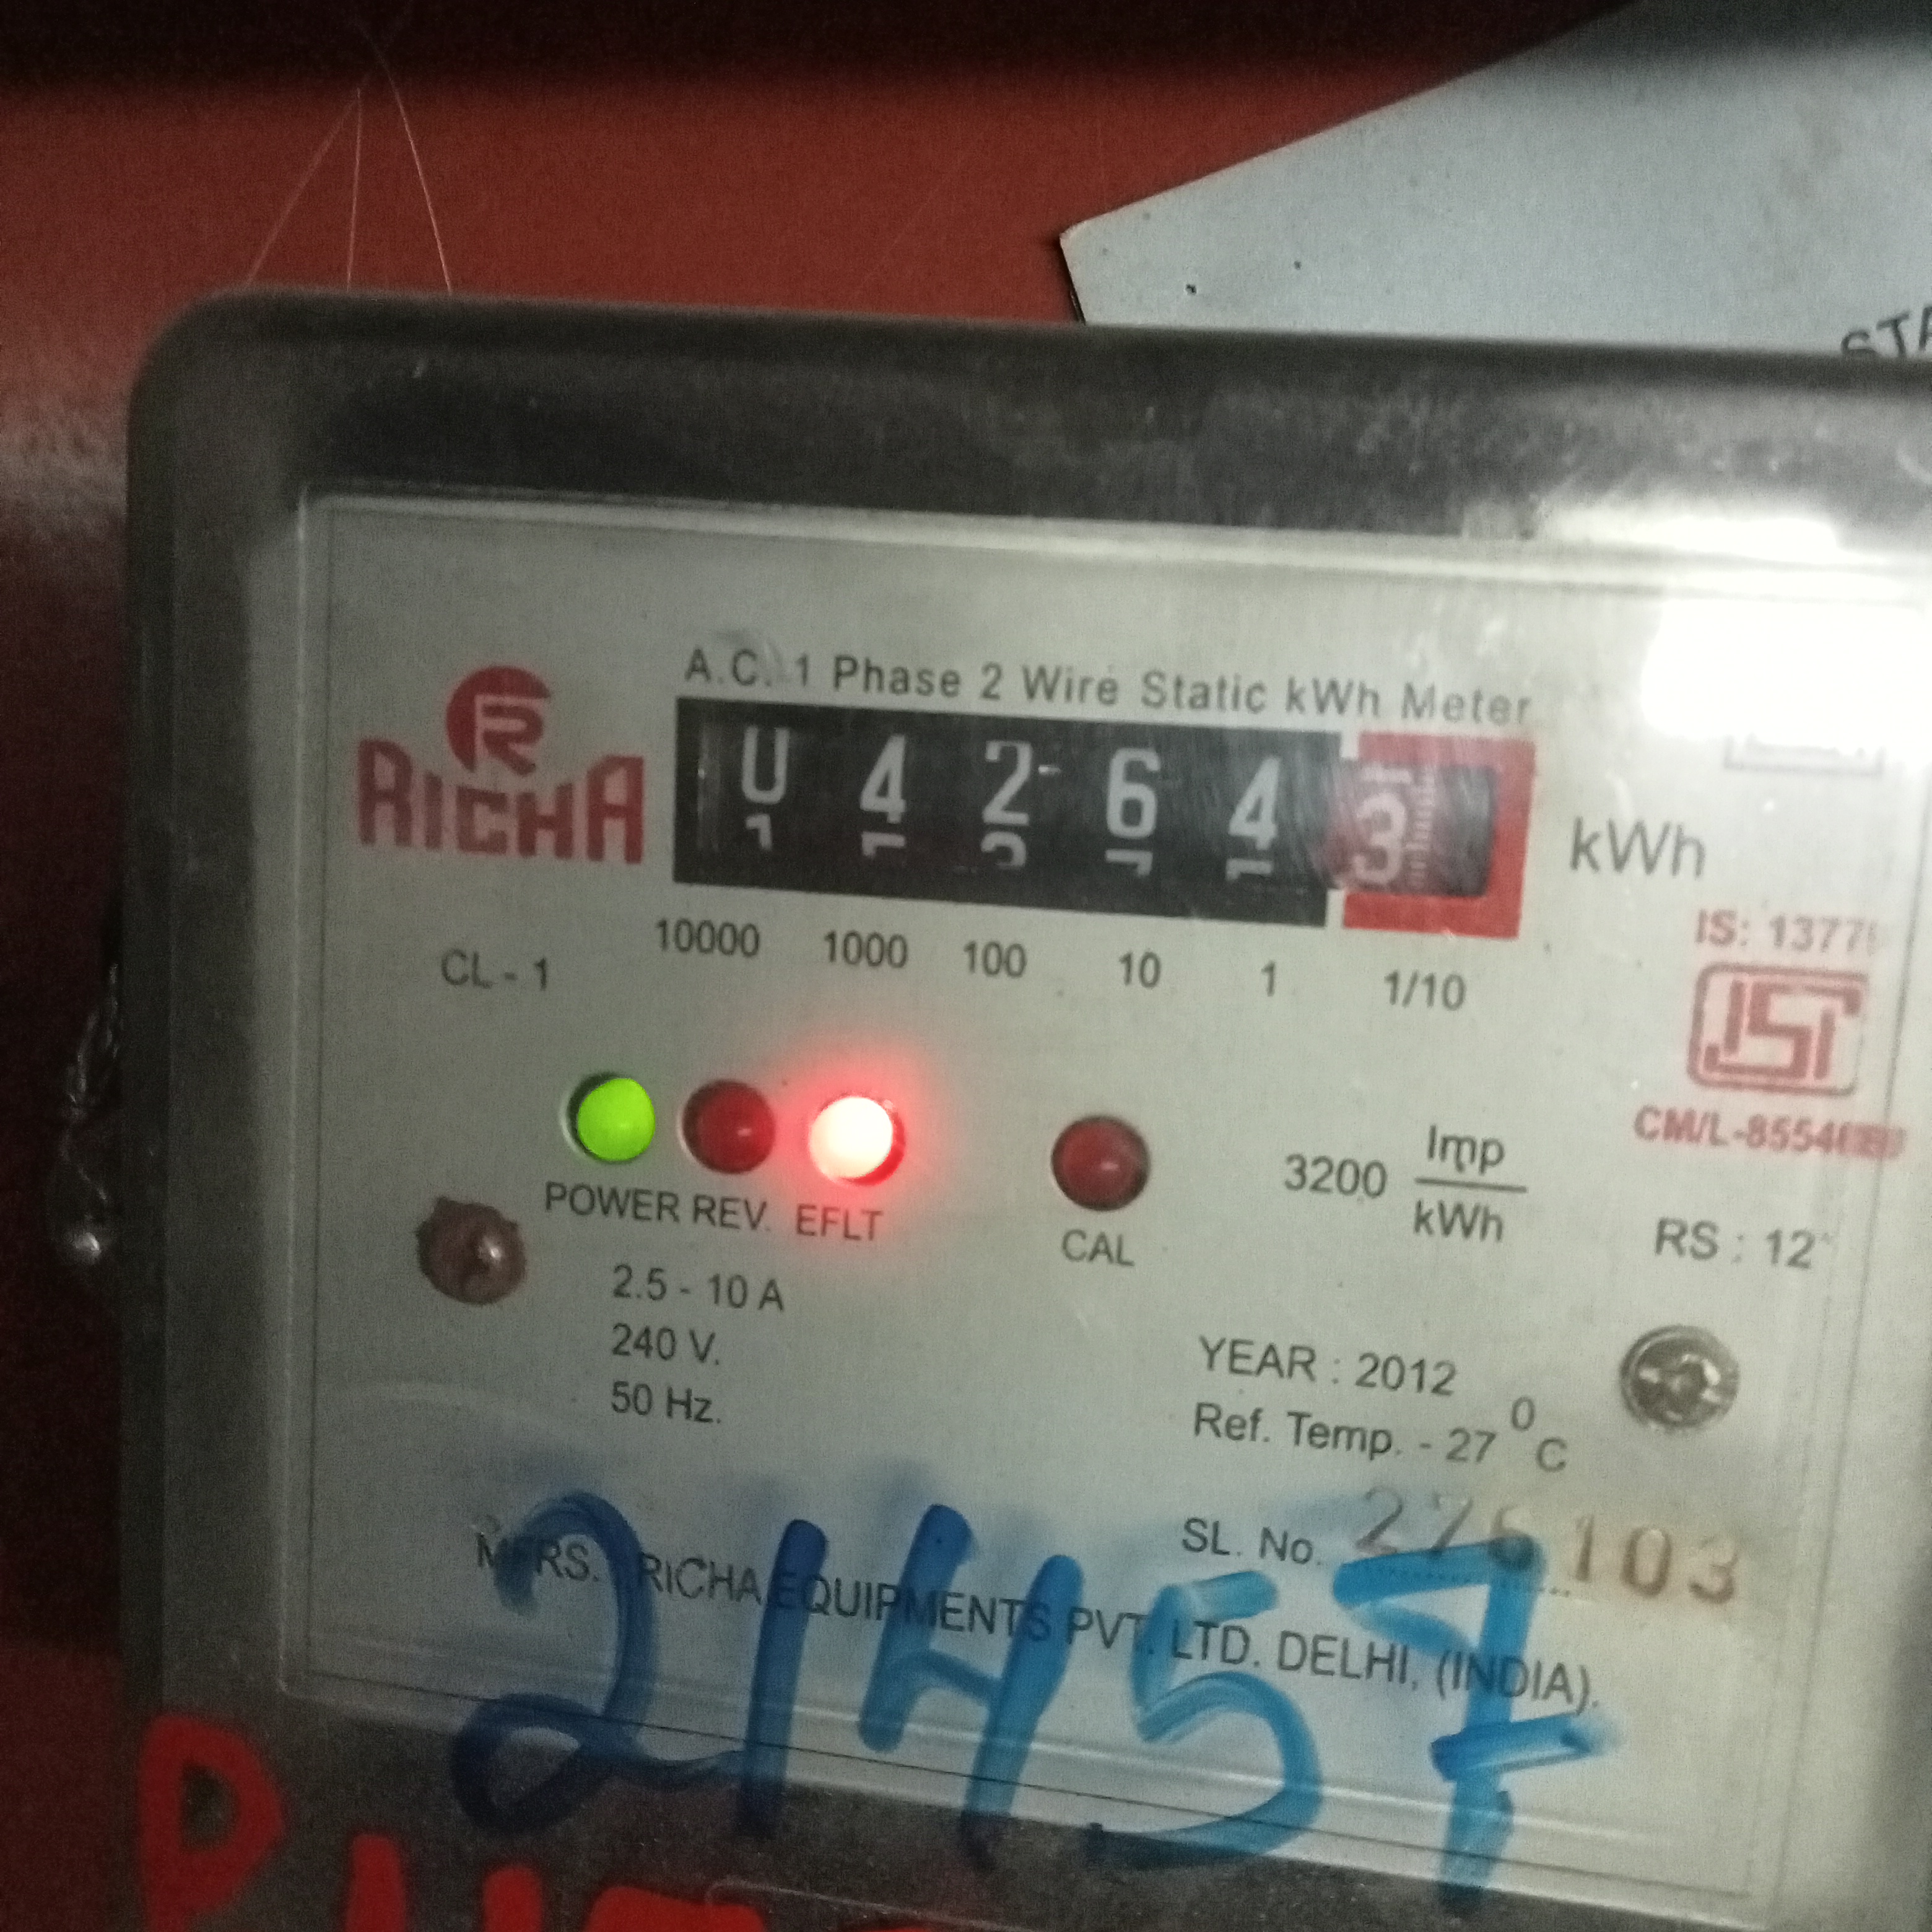 STA
A.C. 1 Phase 2 Wire Static kWh Meter
RICHA
0 4 2 6 4 3 kWh
10000 1000 100 10 1 1/10
CL - 1
IS: 1377
ISI
CM/L-8554
POWER REV. EFLT CAL
3200 Imp
kWh
RS : 12
2.5 - 10 A
240 V.
50 Hz.
YEAR : 2012
Ref. Temp. - 27 °C
SL. No. 276103
MFRS. RICHA EQUIPMENTS PVT. LTD. DELHI, (INDIA).
21457